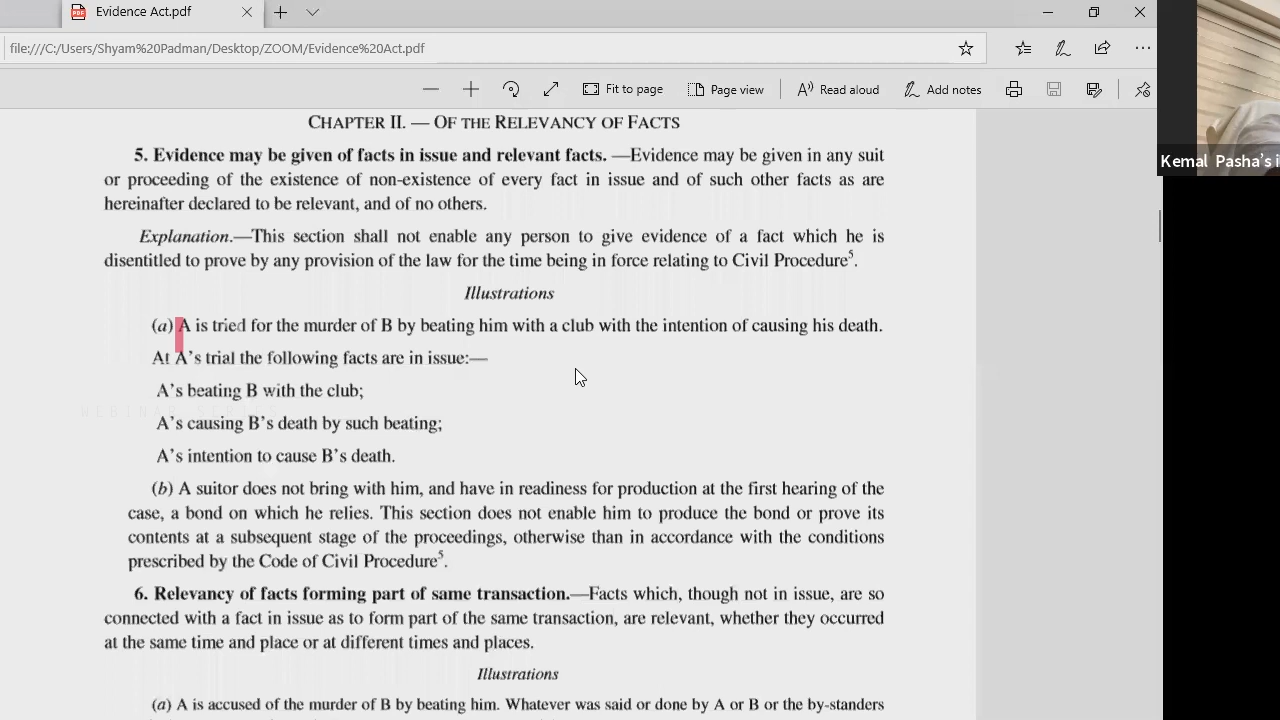 Evidence Act.pdf
file:///C:/Users/Shyam%20Padman/Desktop/ZOOM/Evidence%20Act.pdf
Fit to page
Page view
Read aloud
Add notes
Kemal Pasha's i
CHAPTER II. — OF THE RELEVANCY OF FACTS
5. Evidence may be given of facts in issue and relevant facts. —Evidence may be given in any suit
or proceeding of the existence of non-existence of every fact in issue and of such other facts as are
hereinafter declared to be relevant, and of no others.
Explanation.—This section shall not enable any person to give evidence of a fact which he is
disentitled to prove by any provision of the law for the time being in force relating to Civil Procedure5.
Illustrations
(a) A is tried for the murder of B by beating him with a club with the intention of causing his death.
At A's trial the following facts are in issue:—
A's beating B with the club;
A's causing B's death by such beating;
A's intention to cause B's death.
(b) A suitor does not bring with him, and have in readiness for production at the first hearing of the
case, a bond on which he relies. This section does not enable him to produce the bond or prove its
contents at a subsequent stage of the proceedings, otherwise than in accordance with the conditions
prescribed by the Code of Civil Procedure5.
6. Relevancy of facts forming part of same transaction.—Facts which, though not in issue, are so
connected with a fact in issue as to form part of the same transaction, are relevant, whether they occurred
at the same time and place or at different times and places.
Illustrations
(a) A is accused of the murder of B by beating him. Whatever was said or done by A or B or the by-standers